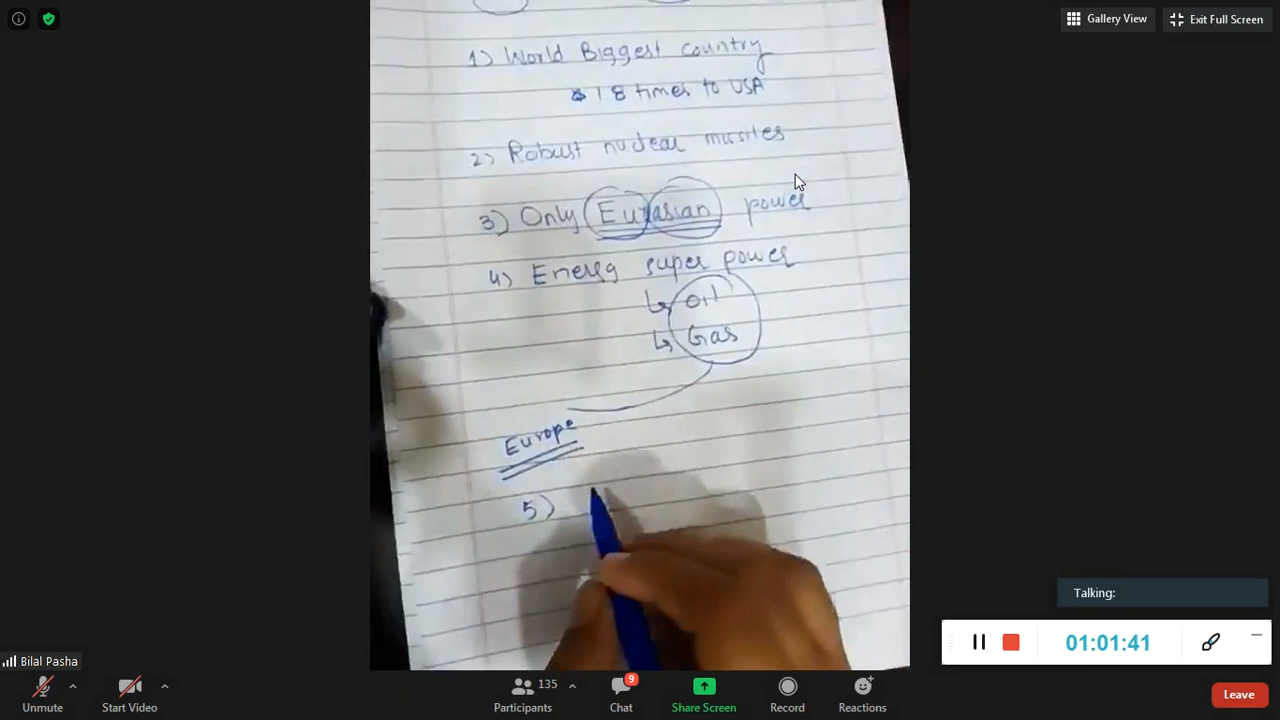 Gallery View
Exit Full Screen
1) World Biggest country
18 times to USA
2) Robust nuclear missiles
3) Only Eurasian power
4) Energy super power
↳ Oil
↳ Gas
Europe
5)
Talking:
01:01:41
Bilal Pasha
Unmute
Start Video
135
Participants
9
Chat
Share Screen
Record
Reactions
Leave